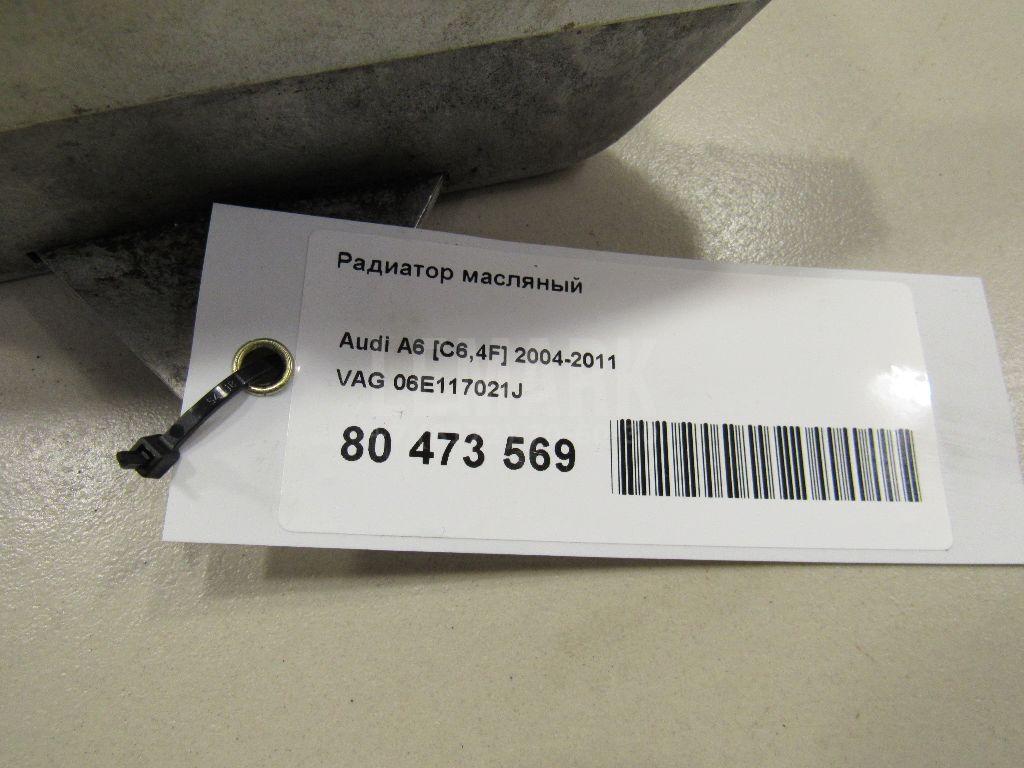 Радиатор масляный
Audi A6 [C6,4F] 2004-2011
VAG 06E117021J
80 473 569